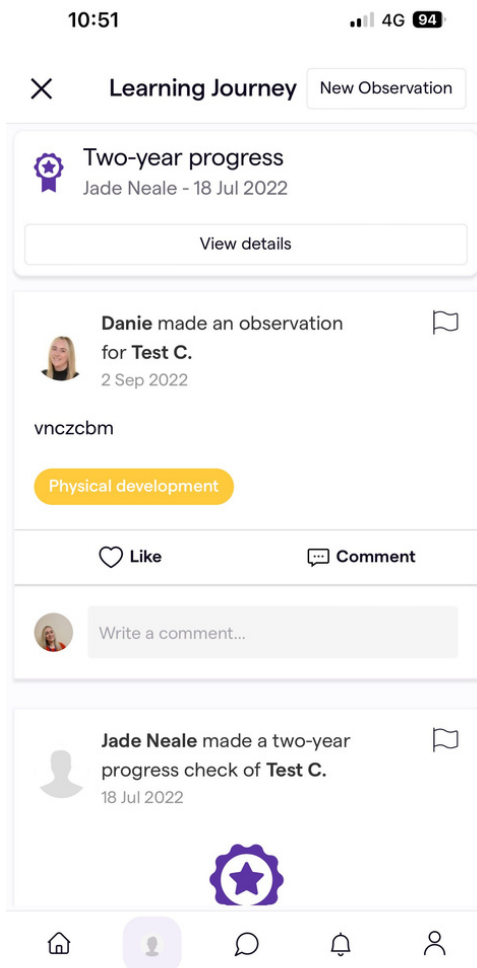 10:51 4G 94
Learning Journey New Observation
Two-year progress
Jade Neale - 18 Jul 2022
View details
Danie made an observation
for Test C.
2 Sep 2022
vnczcbm
Physical development
Like Comment
Write a comment...
Jade Neale made a two-year
progress check of Test C.
18 Jul 2022